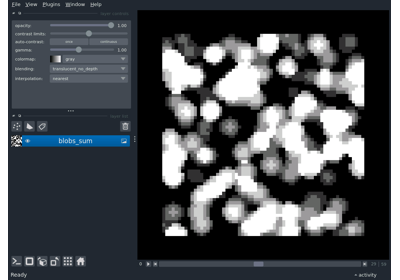 File View Plugins Window Help
opacity: 1.00
contrast limits:
auto-contrast: once continuous
gamma: 1.00
colormap: gray
blending: translucent_no_depth
interpolation: nearest
blobs_sum
Ready
activity